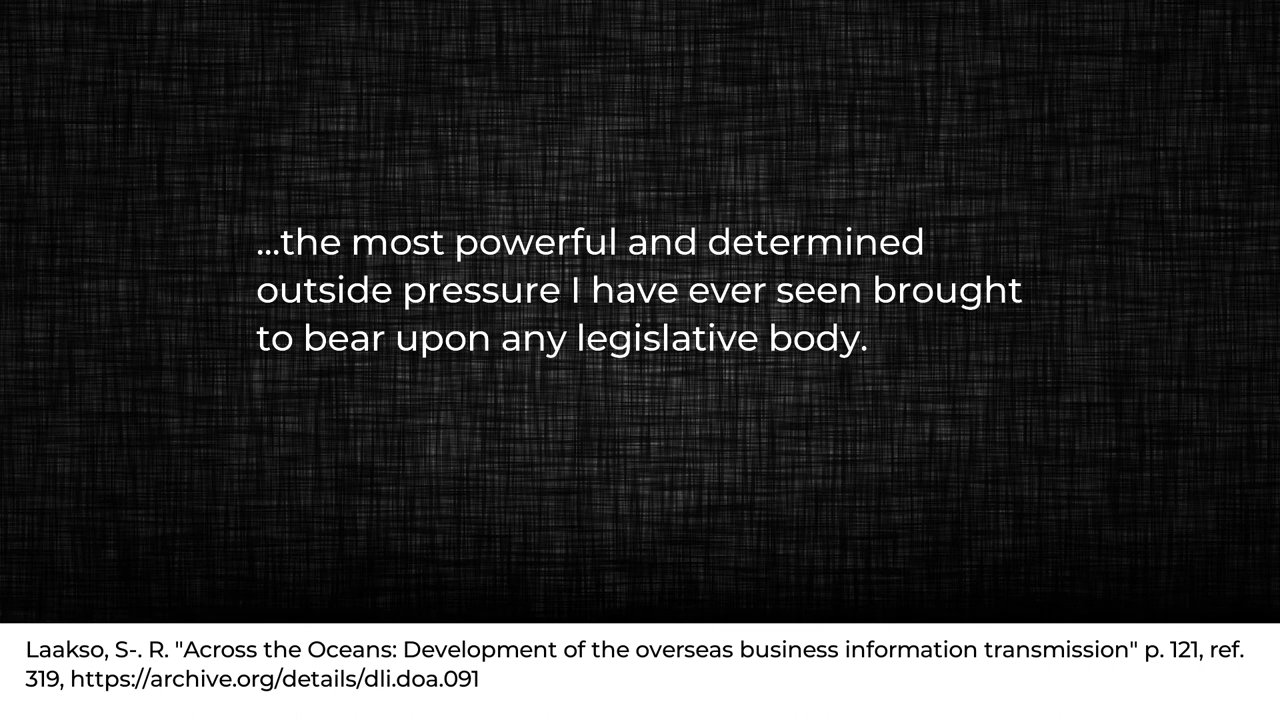 ...the most powerful and determined
outside pressure I have ever seen brought
to bear upon any legislative body.
Laakso, S-. R. "Across the Oceans: Development of the overseas business information transmission" p. 121, ref.
319, https://archive.org/details/dli.doa.091